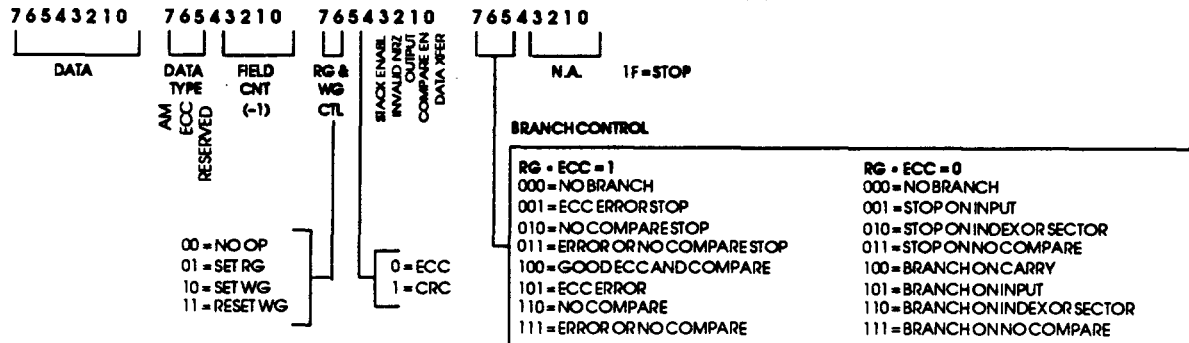 76543210 76543210 76543210 76543210
DATA
DATA TYPE
AM
ECC
RESERVED
FIELD CNT (-1)
RG & WG CTL
STACK ENABL
INVALID NRZ
OUTPUT
COMPARE EN
DATA XFER
N.A.
1F=STOP
BRANCH CONTROL
00 = NO OP
01 = SET RG
10 = SET WG
11 = RESET WG
0 = ECC
1 = CRC
RG • ECC = 1
000 = NO BRANCH
001 = ECC ERROR STOP
010 = NO COMPARE STOP
011 = ERROR OR NO COMPARE STOP
100 = GOOD ECC AND COMPARE
101 = ECC ERROR
110 = NO COMPARE
111 = ERROR OR NO COMPARE
RG • ECC = 0
000 = NO BRANCH
001 = STOP ON INPUT
010 = STOP ON INDEX OR SECTOR
011 = STOP ON NO COMPARE
100 = BRANCH ON CARRY
101 = BRANCH ON INPUT
110 = BRANCH ON INDEX OR SECTOR
111 = BRANCH ON NO COMPARE